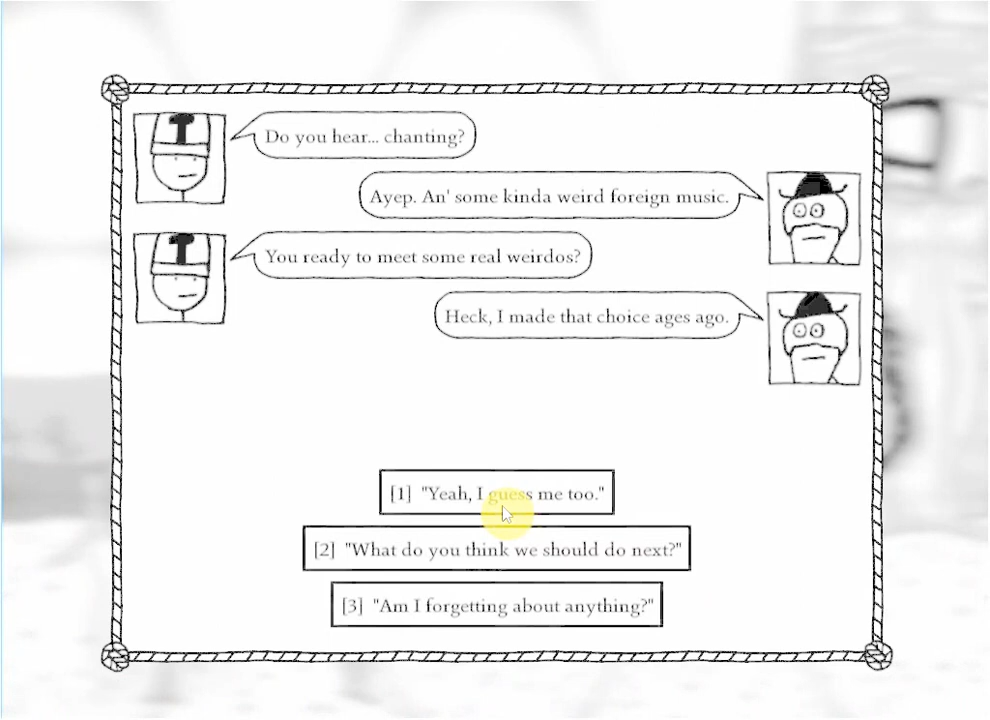 Do you hear... chanting?
Ayep. An' some kinda weird foreign music.
You ready to meet some real weirdos?
Heck, I made that choice ages ago.
[1] "Yeah, I guess me too."
[2] "What do you think we should do next?"
[3] "Am I forgetting about anything?"